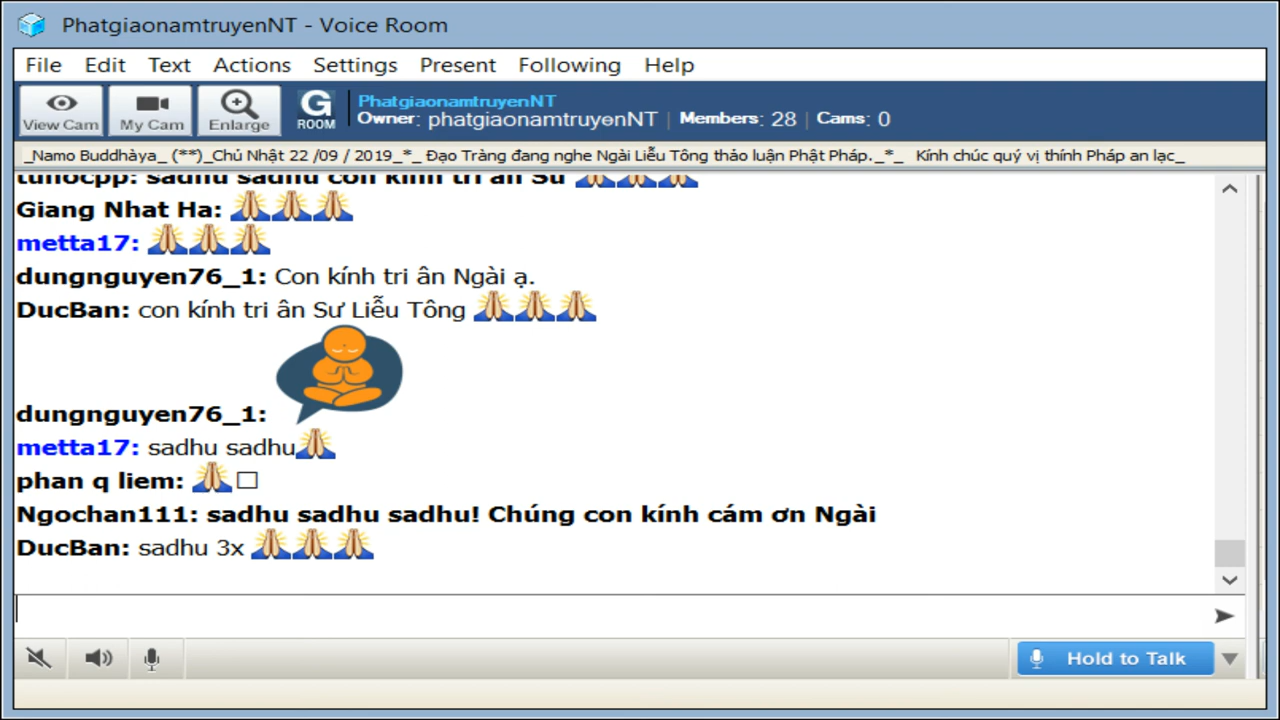 PhatgiaonamtruyenNT - Voice Room
File Edit Text Actions Settings Present Following Help
View Cam My Cam Enlarge G ROOM PhatgiaonamtruyenNT
Owner: phatgiaonamtruyenNT | Members: 28 | Cams: 0
_Namo Buddhàya_ (**)_Chủ Nhật 22 /09 / 2019_*_ Đạo Tràng đang nghe Ngài Liễu Tông thảo luận Phật Pháp._*_ Kính chúc quý vị thính Pháp an lạc_
sadhu sadhu con kính tri ân Sư 🙏🙏🙏
Giang Nhat Ha: 🙏🙏🙏
metta17: 🙏🙏🙏
dungnguyen76_1: Con kính tri ân Ngài ạ.
DucBan: con kính tri ân Sư Liễu Tông 🙏🙏🙏
dungnguyen76_1:
metta17: sadhu sadhu🙏
phan q liem: 🙏□
Ngochan111: sadhu sadhu sadhu! Chúng con kính cám ơn Ngài
DucBan: sadhu 3x 🙏🙏🙏
Hold to Talk